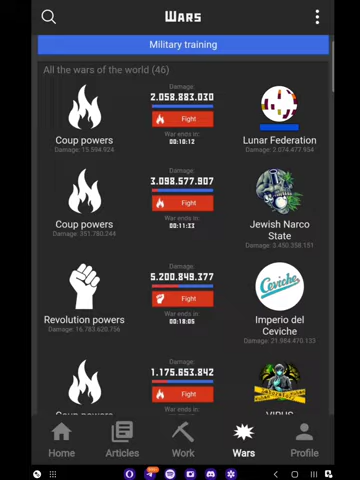 Wars
Military training
All the wars of the world (46)
Damage:
2.058.883.030
Fight
War ends in:
00:10:12
Coup powers
Damage: 15.594.924
Lunar Federation
Damage: 2.074.477.954
Damage:
3.098.577.907
Fight
War ends in:
00:11:33
Coup powers
Damage: 351.780.244
Jewish Narco
State
Damage: 3.450.358.151
Damage:
5.200.849.377
Fight
War ends in:
00:18:05
Revolution powers
Damage: 16.783.620.756
Ceviche
Imperio del
Ceviche
Damage: 21.984.470.133
Damage:
1.175.653.842
Fight
War ends in:
Coup powers
VIRUS
Home
Articles
Work
Wars
Profile